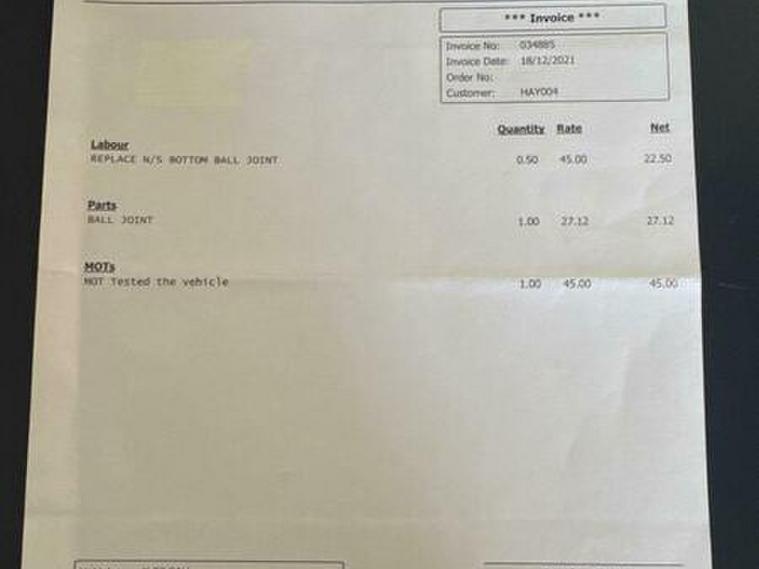 *** Invoice ***
Invoice No: 034885
Invoice Date: 18/12/2021
Order No:
Customer: HAY004
Quantity Rate Net
Labour
REPLACE N/S BOTTOM BALL JOINT 0.50 45.00 22.50
Parts
BALL JOINT 1.00 27.12 27.12
MOTs
MOT Tested the vehicle 1.00 45.00 45.00